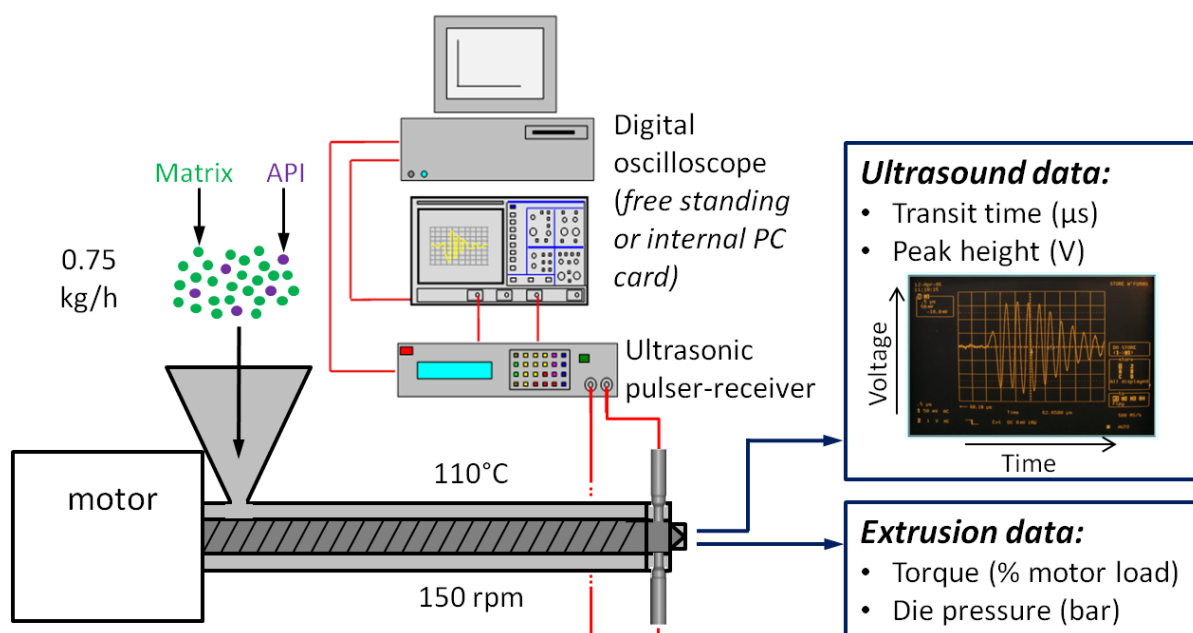 Matrix
API
0.75
kg/h
Digital
oscilloscope
(free standing
or internal PC
card)
Ultrasonic
pulser-receiver
motor
110°C
150 rpm
Ultrasound data:
• Transit time (µs)
• Peak height (V)
Voltage
Time
Extrusion data:
• Torque (% motor load)
• Die pressure (bar)